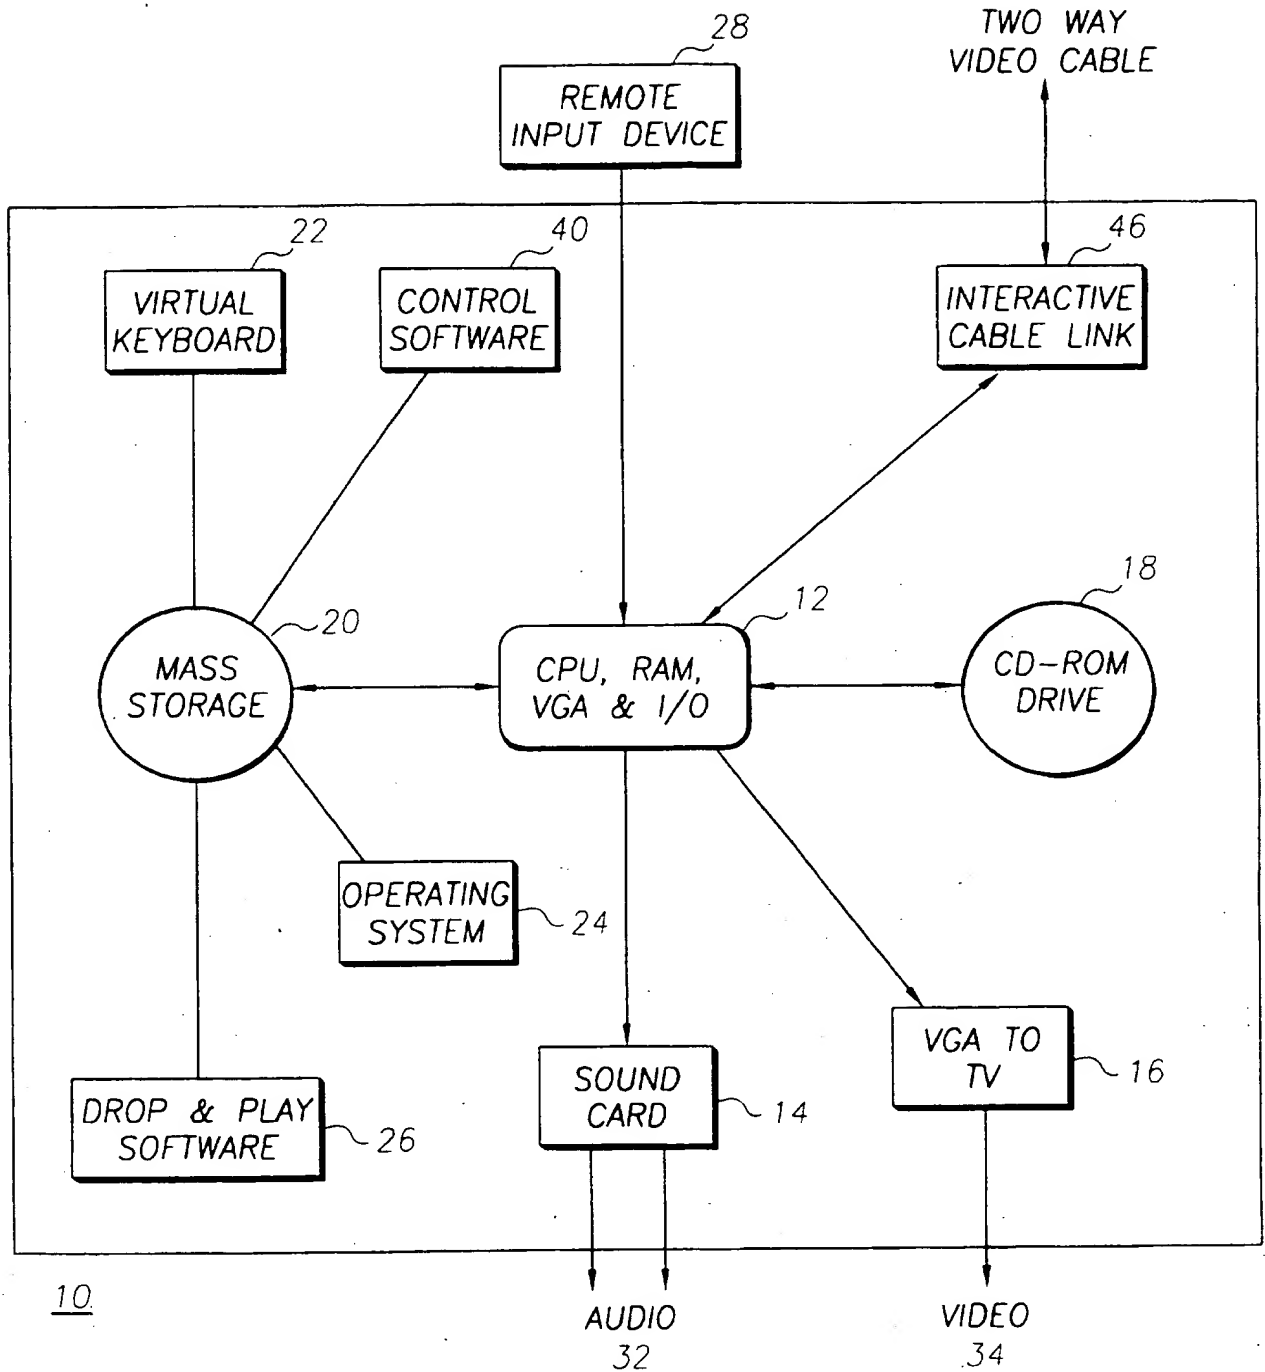 28
TWO WAY
VIDEO CABLE
REMOTE
INPUT DEVICE
22
40
46
VIRTUAL
KEYBOARD
CONTROL
SOFTWARE
INTERACTIVE
CABLE LINK
20
12
18
MASS
STORAGE
CPU, RAM,
VGA & I/O
CD-ROM
DRIVE
OPERATING
SYSTEM
24
VGA TO
TV
16
DROP & PLAY
SOFTWARE
26
SOUND
CARD
14
10
AUDIO
32
VIDEO
34